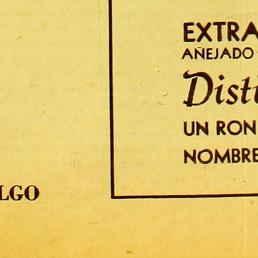 EXTRA
AÑEJADO
Disti
UN RON
NOMBRE
LGO